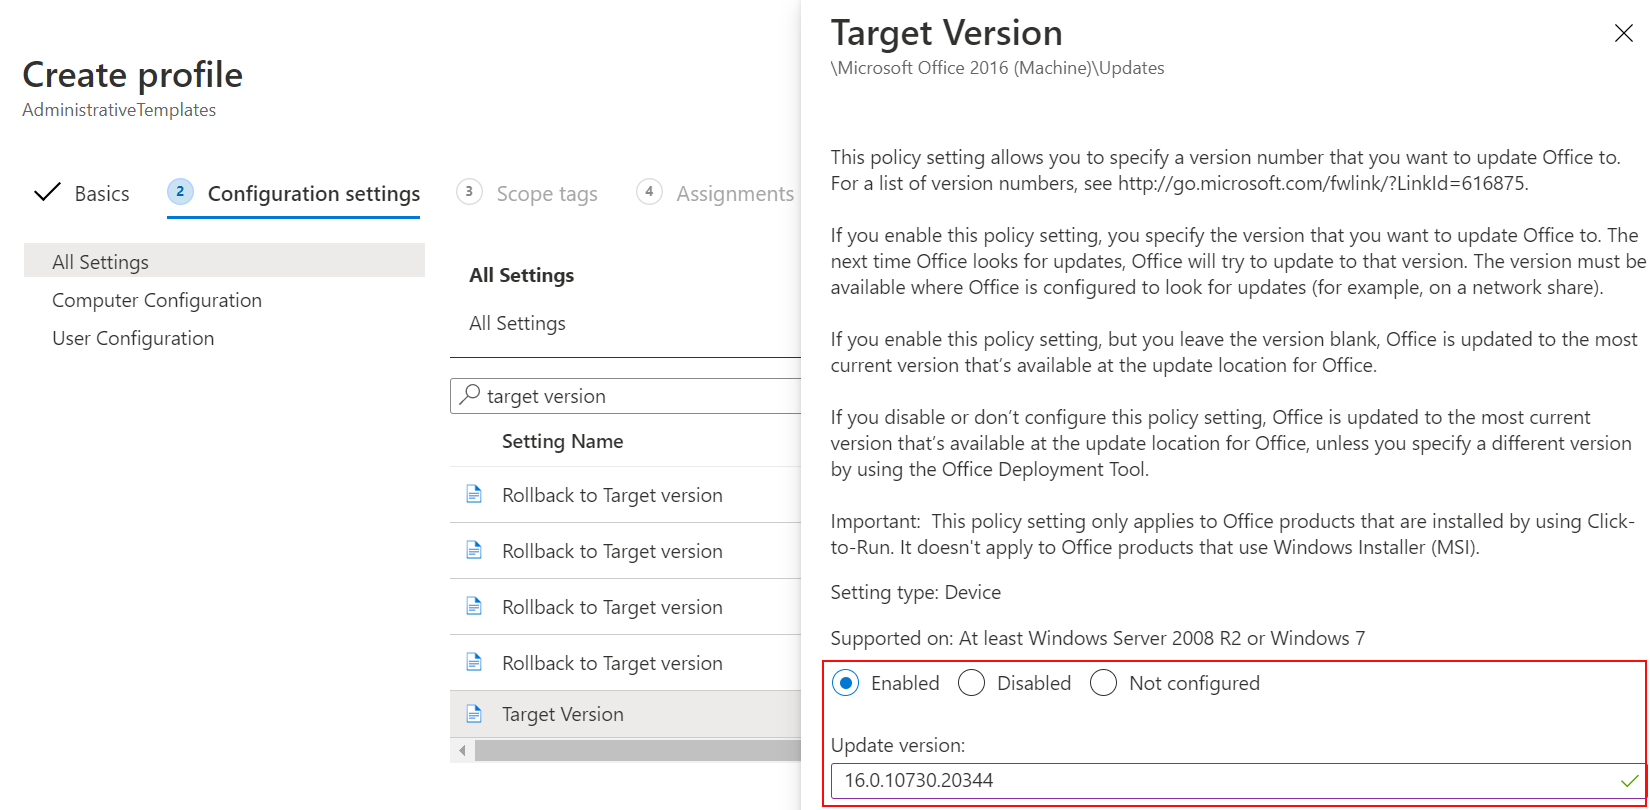 Create profile
AdministrativeTemplates
Basics
2 Configuration settings
3 Scope tags
4 Assignments
All Settings
Computer Configuration
User Configuration
All Settings
All Settings
target version
Setting Name
Rollback to Target version
Rollback to Target version
Rollback to Target version
Rollback to Target version
Target Version
Target Version
\Microsoft Office 2016 (Machine)\Updates
This policy setting allows you to specify a version number that you want to update Office to.
For a list of version numbers, see http://go.microsoft.com/fwlink/?LinkId=616875.
If you enable this policy setting, you specify the version that you want to update Office to. The
next time Office looks for updates, Office will try to update to that version. The version must be
available where Office is configured to look for updates (for example, on a network share).
If you enable this policy setting, but you leave the version blank, Office is updated to the most
current version that’s available at the update location for Office.
If you disable or don’t configure this policy setting, Office is updated to the most current
version that’s available at the update location for Office, unless you specify a different version
by using the Office Deployment Tool.
Important:  This policy setting only applies to Office products that are installed by using Click-
to-Run. It doesn't apply to Office products that use Windows Installer (MSI).
Setting type: Device
Supported on: At least Windows Server 2008 R2 or Windows 7
Enabled Disabled Not configured
Update version:
16.0.10730.20344